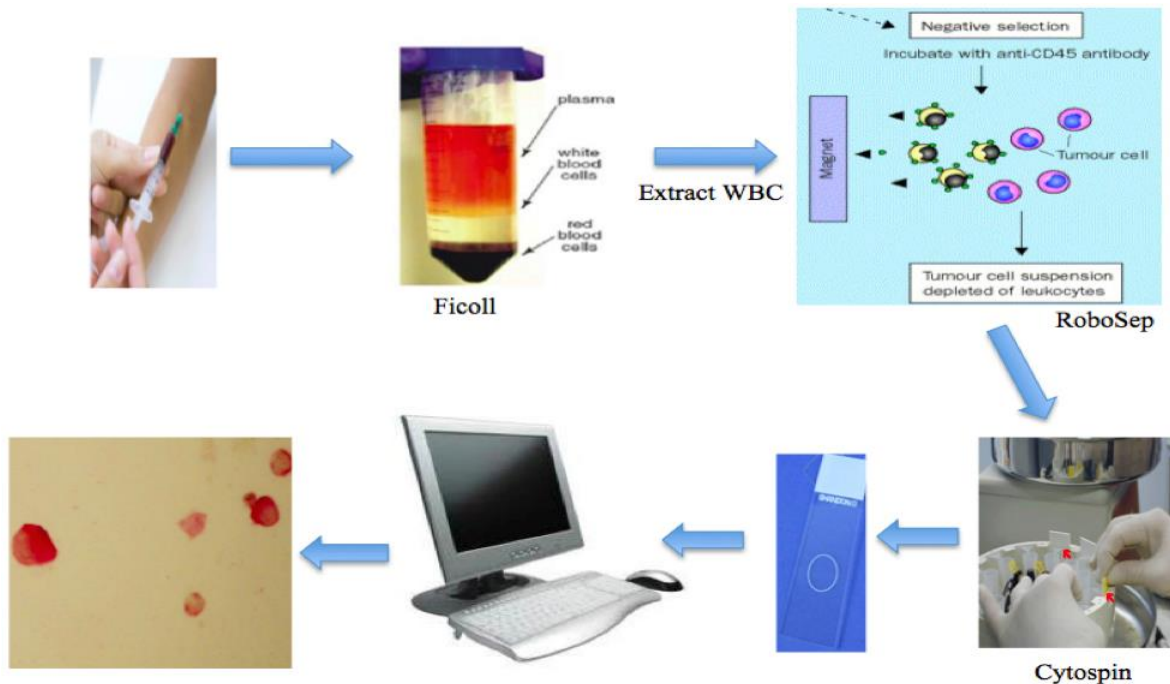 Negative selection
Incubate with anti-CD45 antibody
Magnet
Tumour cell
Tumour cell suspension
depleted of leukocytes
RoboSep
plasma
white
blood
cells
red
blood
cells
Ficoll
Extract WBC
SHANDON
Cytospin